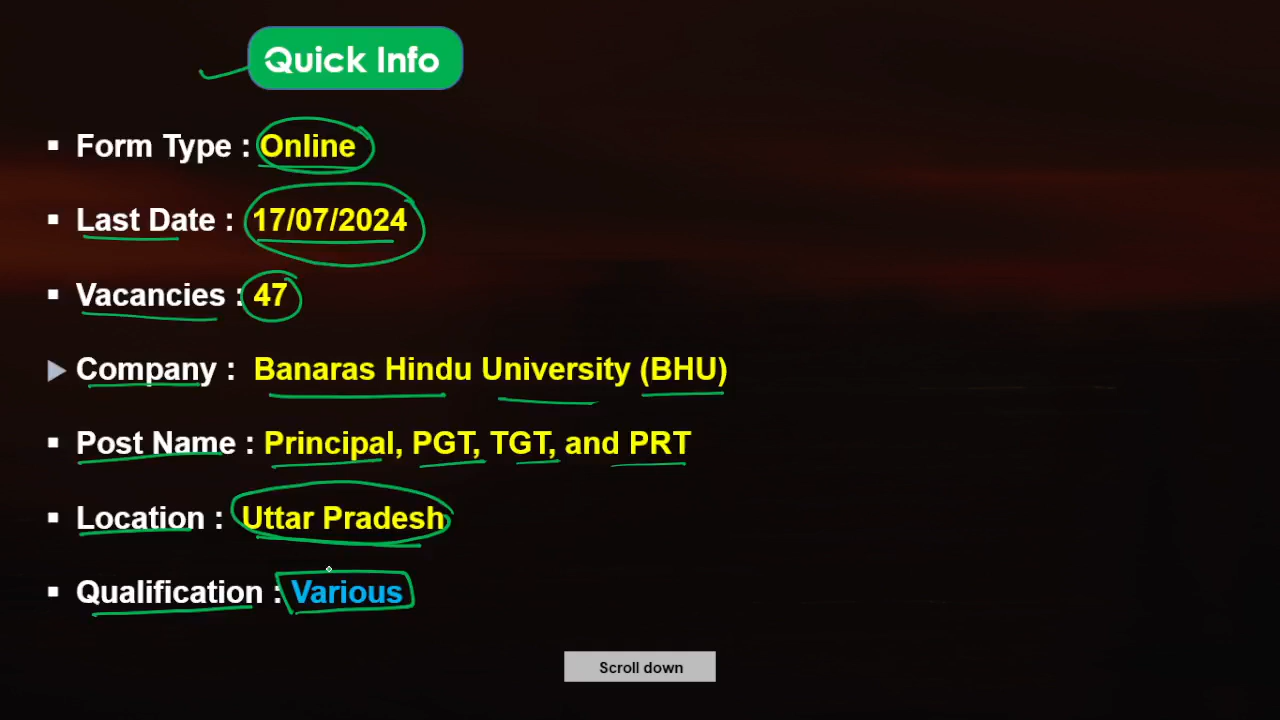 Quick Info
Form Type : Online
Last Date : 17/07/2024
Vacancies : 47
Company : Banaras Hindu University (BHU)
Post Name : Principal, PGT, TGT, and PRT
Location : Uttar Pradesh
Qualification : Various
Scroll down